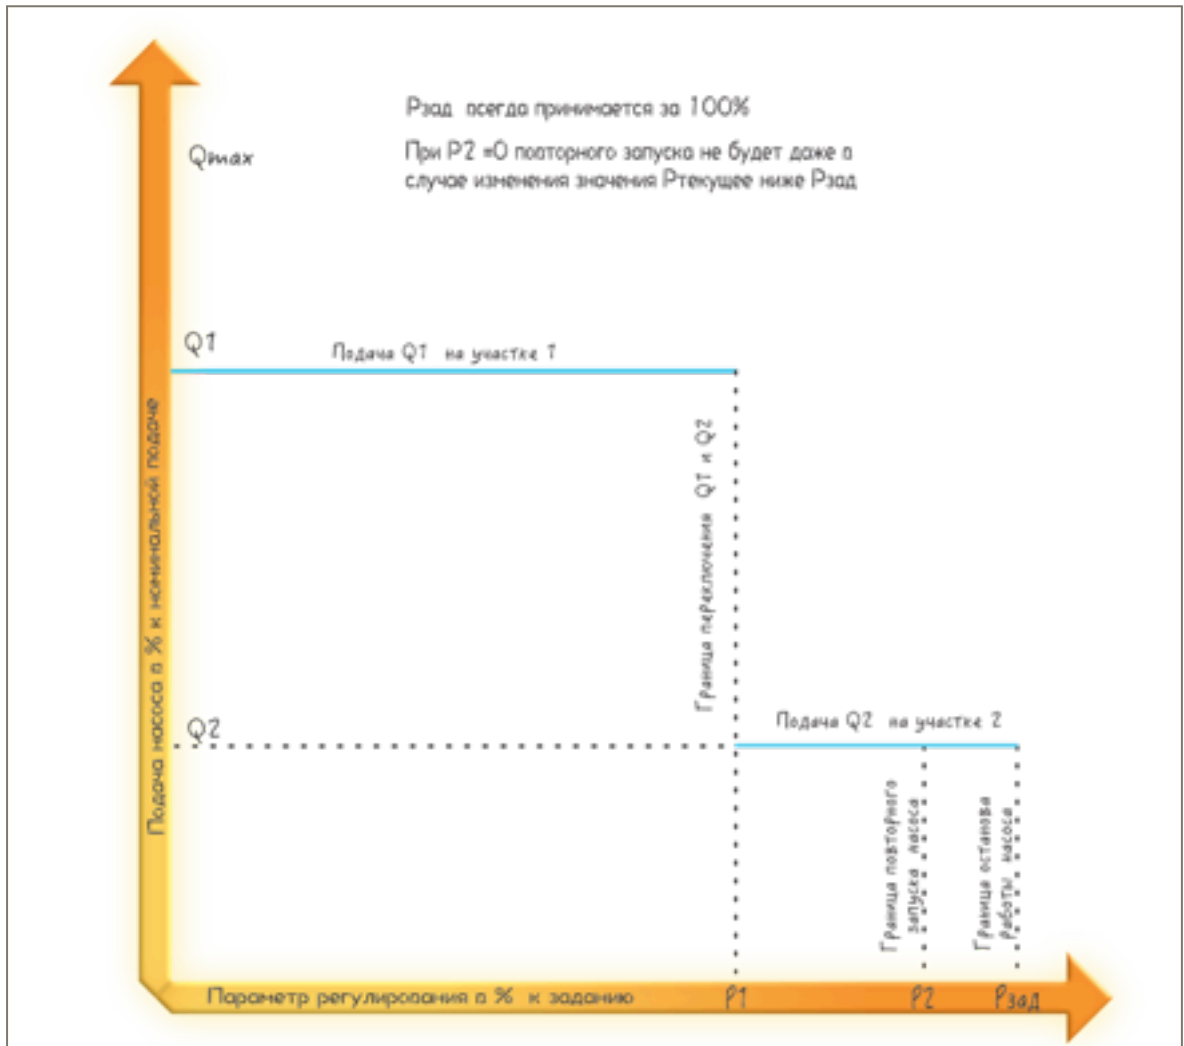 Рзад всегда принимается за 100%
При Р2 =0 повторного запуска не будет даже в
случае изменения значения Ртекущее ниже Рзад
Qmax
Q1
Подача Q1 на участке 1
Граница переключения Q1 и Q2
Подача насоса в % к номинальной подаче
Q2
Подача Q2 на участке 2
Граница повторного
запуска насоса
Граница останова
работы насоса
Параметр регулирования в % к заданию
Р1
Р2
Рзад